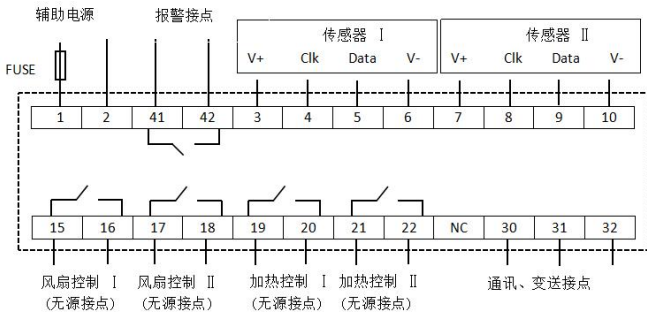 辅助电源 报警接点 传感器 Ⅰ 传感器 Ⅱ
FUSE V+ Clk Data V- V+ Clk Data V-
1 2 41 42 3 4 5 6 7 8 9 10
15 16 17 18 19 20 21 22 NC 30 31 32
风扇控制 Ⅰ 风扇控制 Ⅱ 加热控制 Ⅰ 加热控制 Ⅱ 通讯、变送接点
(无源接点) (无源接点) (无源接点) (无源接点)